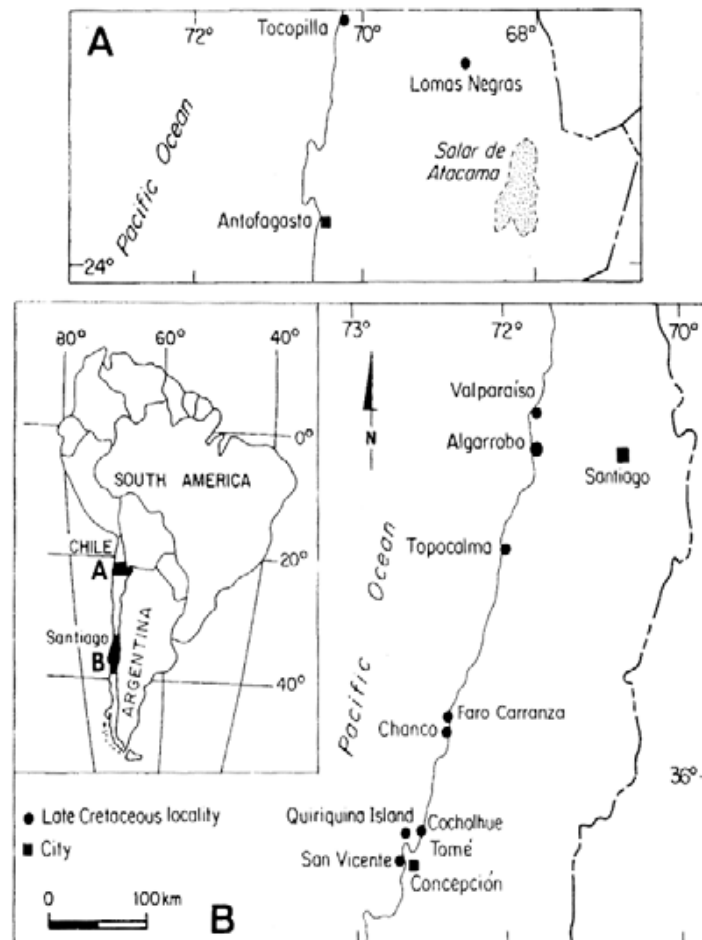 A
72°
Tocopilla
70
68°
Lomas Negras
Pacific Ocean
Salar de
Atacama
Antofagasta
24°
80°
60°
40°
73°
72°
70°
Valparaíso
N
Algarrobo
0°
SOUTH AMERICA
Santiago
CHILE
Topocalma
A
20°
Pacific Ocean
Santiago
B
ARGENTINA
40°
Faro Carranza
Chanco
36°
Late Cretaceous locality
City
Quiriquina Island
Cocholhue
Tomé
San Vicente
Concepción
0
100km
B